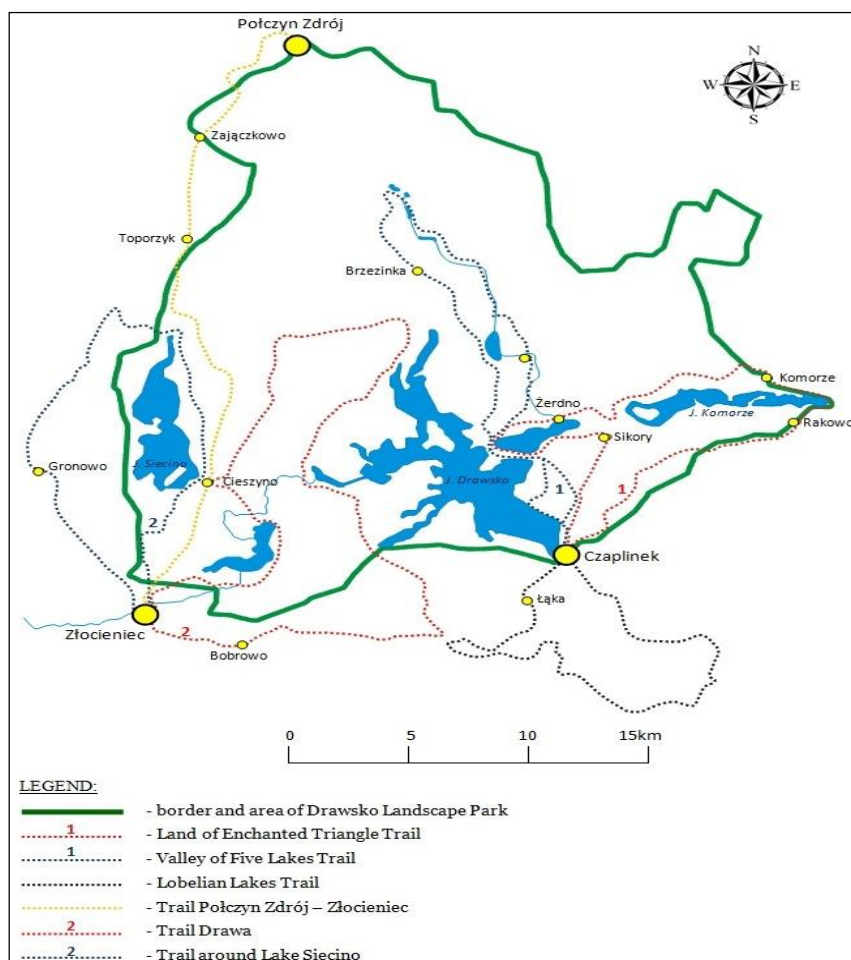 Połczyn Zdrój
N
W E
S
Zajączkowo
Toporzyk
Brzezinka
Komorze
Żerdno
J. Komorze
Rakowo
Sikory
Gronowo
J. Siecino
Cieszyno
J. Drawsko
1
1
2
Czaplinek
Łąka
Złocieniec
2
Bobrowo
0 5 10 15km
LEGEND:
- border and area of Drawsko Landscape Park
1 - Land of Enchanted Triangle Trail
1 - Valley of Five Lakes Trail
- Lobelian Lakes Trail
- Trail Połczyn Zdrój – Złocieniec
2 - Trail Drawa
2 - Trail around Lake Siecino